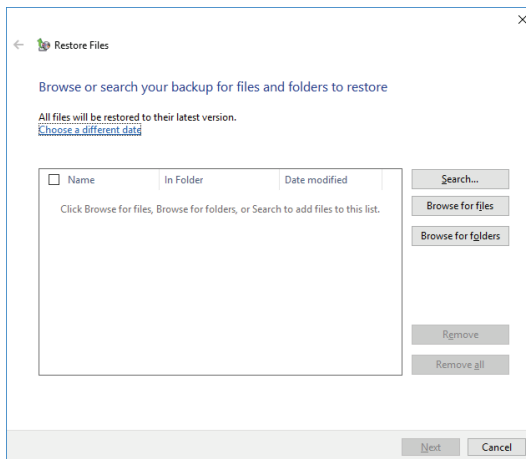 Restore Files
Browse or search your backup for files and folders to restore
All files will be restored to their latest version.
Choose a different date
Name In Folder Date modified
Click Browse for files, Browse for folders, or Search to add files to this list.
Search...
Browse for files
Browse for folders
Remove
Remove all
Next Cancel